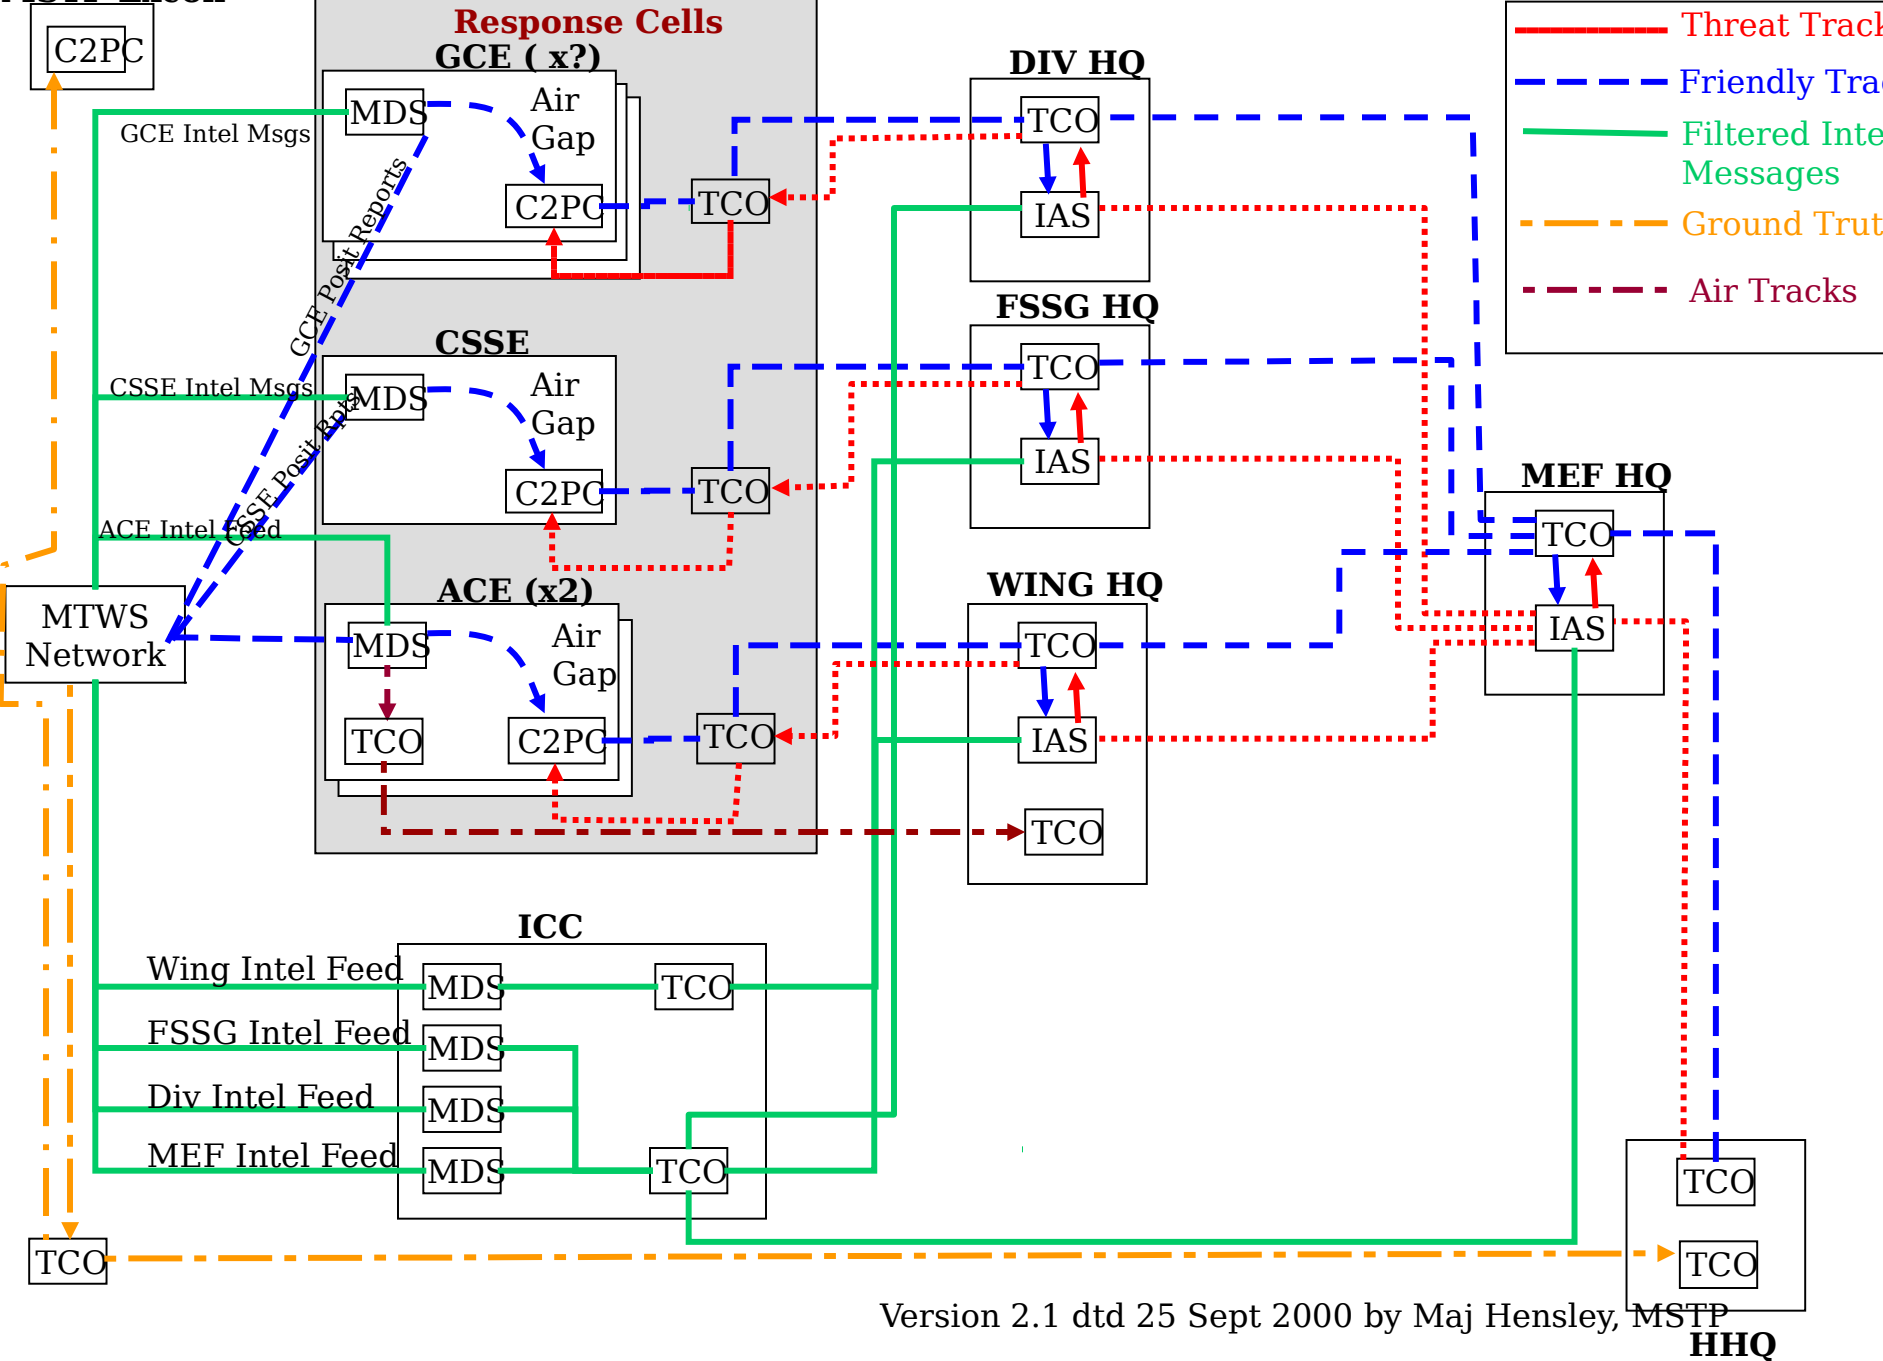 C2PC
Response Cells
GCE ( x?)
MDS
Air
Gap
C2PC
TCO
GCE Intel Msgs
GCE Posit Reports
DIV HQ
TCO
IAS
Threat Track
Friendly Tra
Filtered Inte
Messages
Ground Trut
Air Tracks
CSSE
CSSE Intel Msgs
MDS
Air
Gap
C2PC
TCO
CSSE Posit Rpts
FSSG HQ
TCO
IAS
MEF HQ
TCO
IAS
ACE Intel Feed
MTWS
Network
ACE (x2)
MDS
Air
Gap
TCO
C2PC
TCO
WING HQ
TCO
IAS
TCO
ICC
Wing Intel Feed
MDS
TCO
FSSG Intel Feed
MDS
Div Intel Feed
MDS
MEF Intel Feed
MDS
TCO
TCO
TCO
TCO
Version 2.1 dtd 25 Sept 2000 by Maj Hensley, MSTP
HHQ